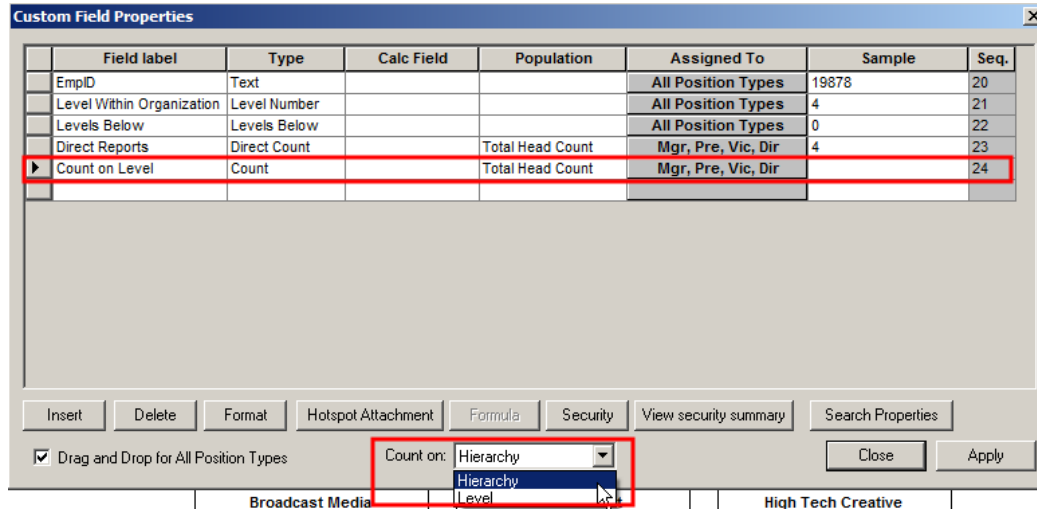 Custom Field Properties
Field label Type Calc Field Population Assigned To Sample Seq.
EmpID Text All Position Types 19878 20
Level Within Organization Level Number All Position Types 4 21
Levels Below Levels Below All Position Types 0 22
Direct Reports Direct Count Total Head Count Mgr, Pre, Vic, Dir 4 23
Count on Level Count Total Head Count Mgr, Pre, Vic, Dir 24
Insert Delete Format Hotspot Attachment Formula Security View security summary Search Properties
Drag and Drop for All Position Types Count on: Hierarchy Close Apply
Hierarchy
Broadcast Media Level High Tech Creative